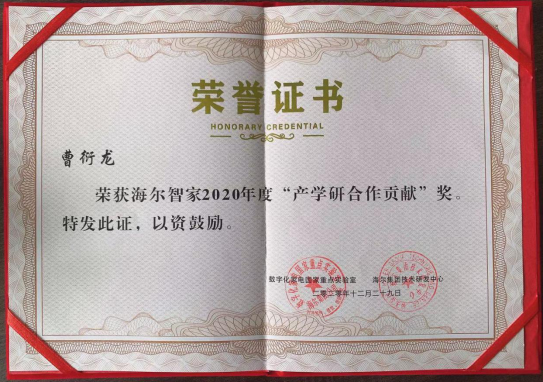 荣誉证书
HONORARY CREDENTIAL
曹衍龙
荣获海尔智家2020年度“产学研合作贡献”奖。
特发此证，以资鼓励。
数字化家电国家重点实验室 海尔集团技术研发中心
二〇二〇年十二月二十九日